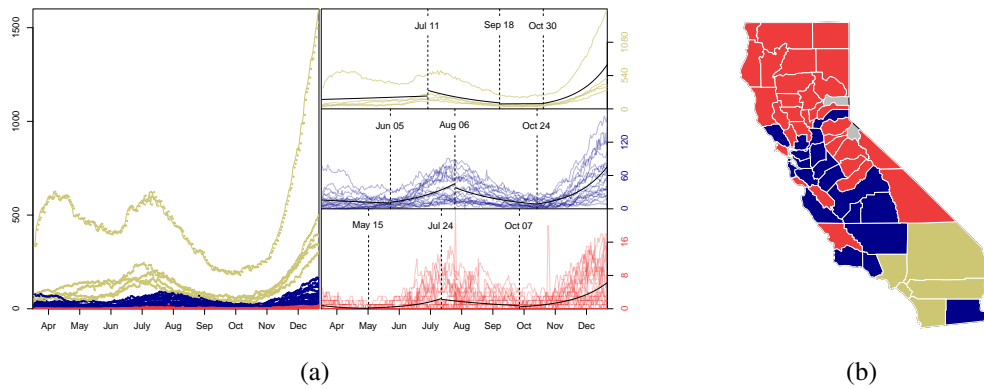 1500
1000
500
0
Apr May Jun July Aug Sep Oct Nov Dec
Jul 11 Sep 18 Oct 30
0 540 1080
Jun 05 Aug 06 Oct 24
0 60 120
May 15 Jul 24 Oct 07
0 8 16
Apr May Jun July Aug Sep Oct Nov Dec
(a) (b)